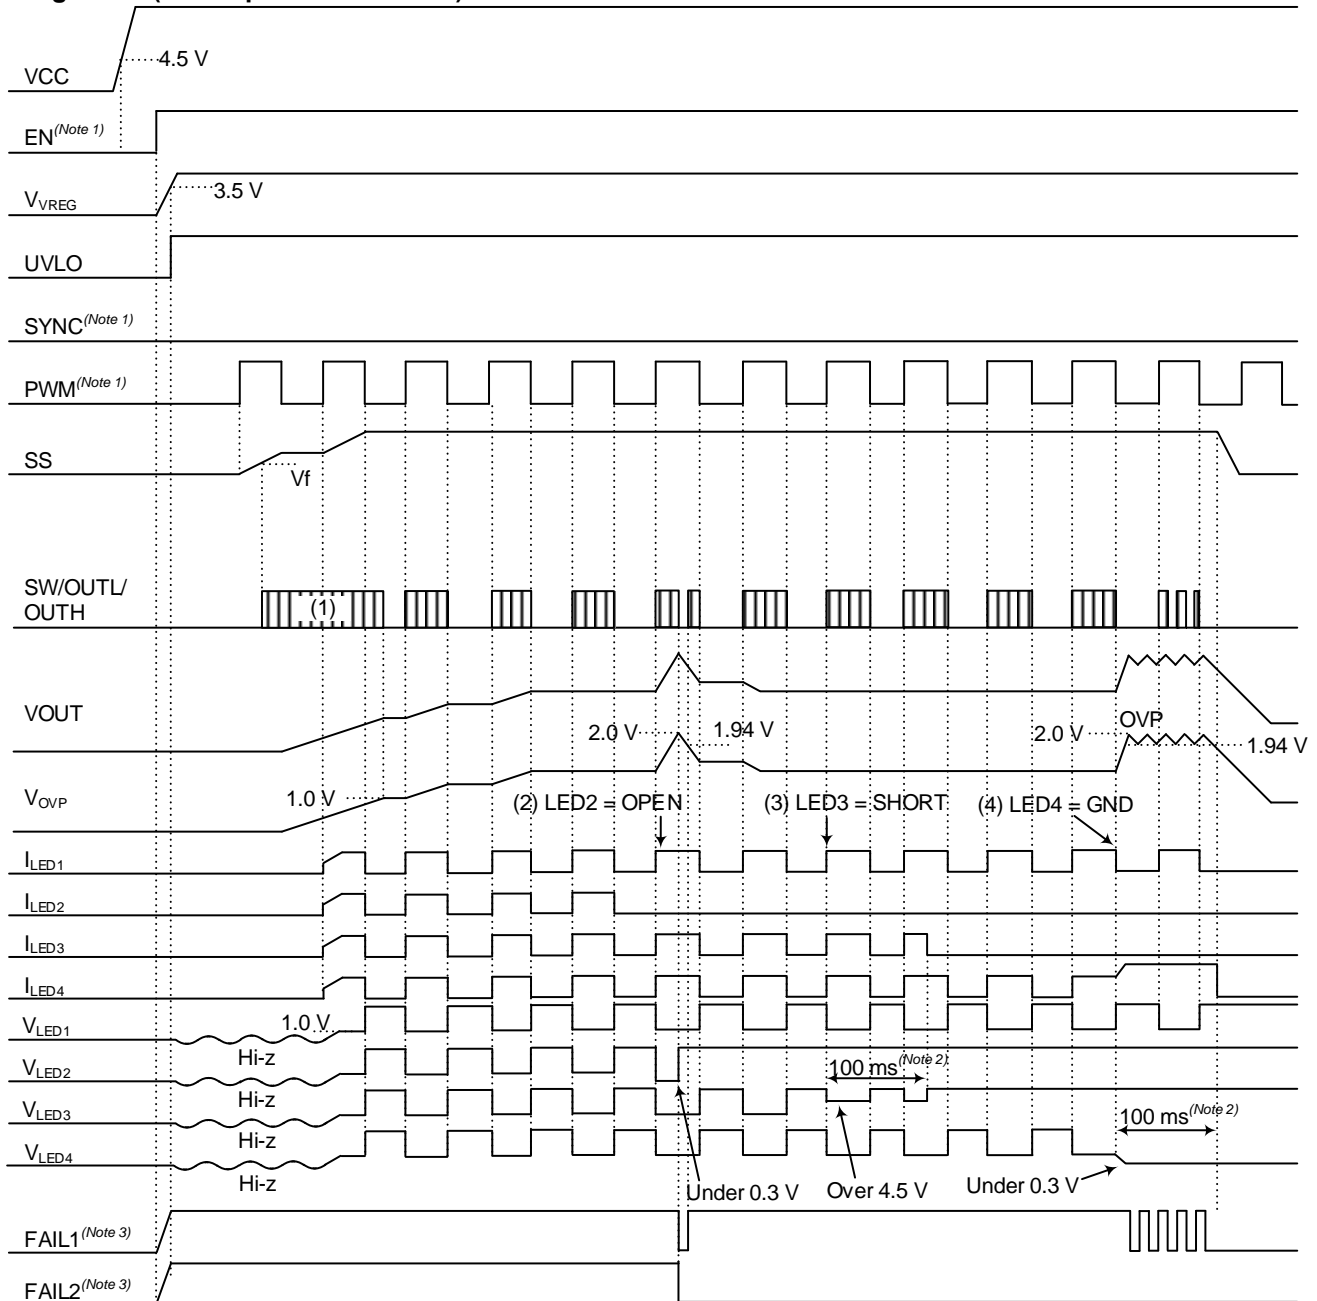 4.5 V
VCC
EN(Note 1)
3.5 V
VVREG
UVLO
SYNC(Note 1)
PWM(Note 1)
SS
Vf
SW/OUTL/
OUTH
(1)
VOUT
2.0 V
1.94 V
2.0 V
OVP
1.94 V
VOVP
1.0 V
(2) LED2 = OPEN
(3) LED3 = SHORT
(4) LED4 = GND
ILED1
ILED2
ILED3
ILED4
VLED1
1.0 V
Hi-z
VLED2
100 ms(Note 2)
Hi-z
VLED3
100 ms(Note 2)
Hi-z
VLED4
Hi-z
Under 0.3 V
Over 4.5 V
Under 0.3 V
FAIL1(Note 3)
FAIL2(Note 3)